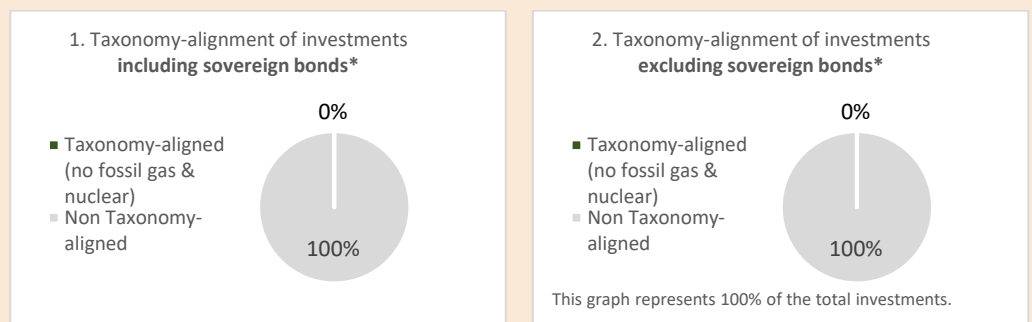 1. Taxonomy-alignment of investments
including sovereign bonds*
0%
Taxonomy-aligned
(no fossil gas &
nuclear)
Non Taxonomy-
aligned
100%
2. Taxonomy-alignment of investments
excluding sovereign bonds*
0%
Taxonomy-aligned
(no fossil gas &
nuclear)
Non Taxonomy-
aligned
100%
This graph represents 100% of the total investments.